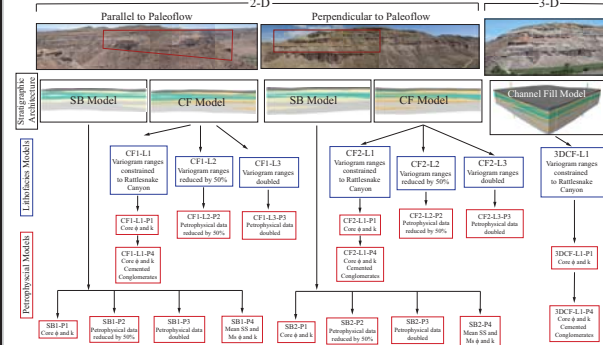 2-D
3-D
Parallel to Paleoflow
Perpendicular to Paleoflow
Stratigraphic
Architecture
SB Model
CF Model
SB Model
CF Model
Channel Fill Model
Lithofacies Models
CF1-L1
Variogram ranges
constrained
to Rattlesnake
Canyon
CF1-L2
Variogram ranges
reduced by 50%
CF1-L3
Variogram ranges
doubled
CF2-L1
Variogram ranges
constrained
to Rattlesnake
Canyon
CF2-L2
Variogram ranges
reduced by 50%
CF2-L3
Variogram ranges
doubled
3DCF-L1
Variogram ranges
constrained
to Rattlesnake
Canyon
Petrophyscial Models
CF1-L1-P1
Core ϕ and k
CF1-L2-P2
Petrophysical data
reduced by 50%
CF1-L3-P3
Petrophysical data
doubled
CF1-L1-P4
Core ϕ and k
Cemented
Conglomerates
CF2-L1-P1
Core ϕ and k
CF2-L2-P2
Petrophysical data
reduced by 50%
CF2-L3-P3
Petrophysical data
doubled
CF2-L1-P4
Core ϕ and k
Cemented
Conglomerates
3DCF-L1-P1
Core ϕ and k
3DCF-L1-P4
Core ϕ and k
Cemented
Conglomerates
SB1-P1
Core ϕ and k
SB1-P2
Petrophysical data
reduced by 50%
SB1-P3
Petrophysical data
doubled
SB1-P4
Mean SS and
Ms ϕ and k
SB2-P1
Core ϕ and k
SB2-P2
Petrophysical data
reduced by 50%
SB2-P3
Petrophysical data
doubled
SB2-P4
Mean SS and
Ms ϕ and k